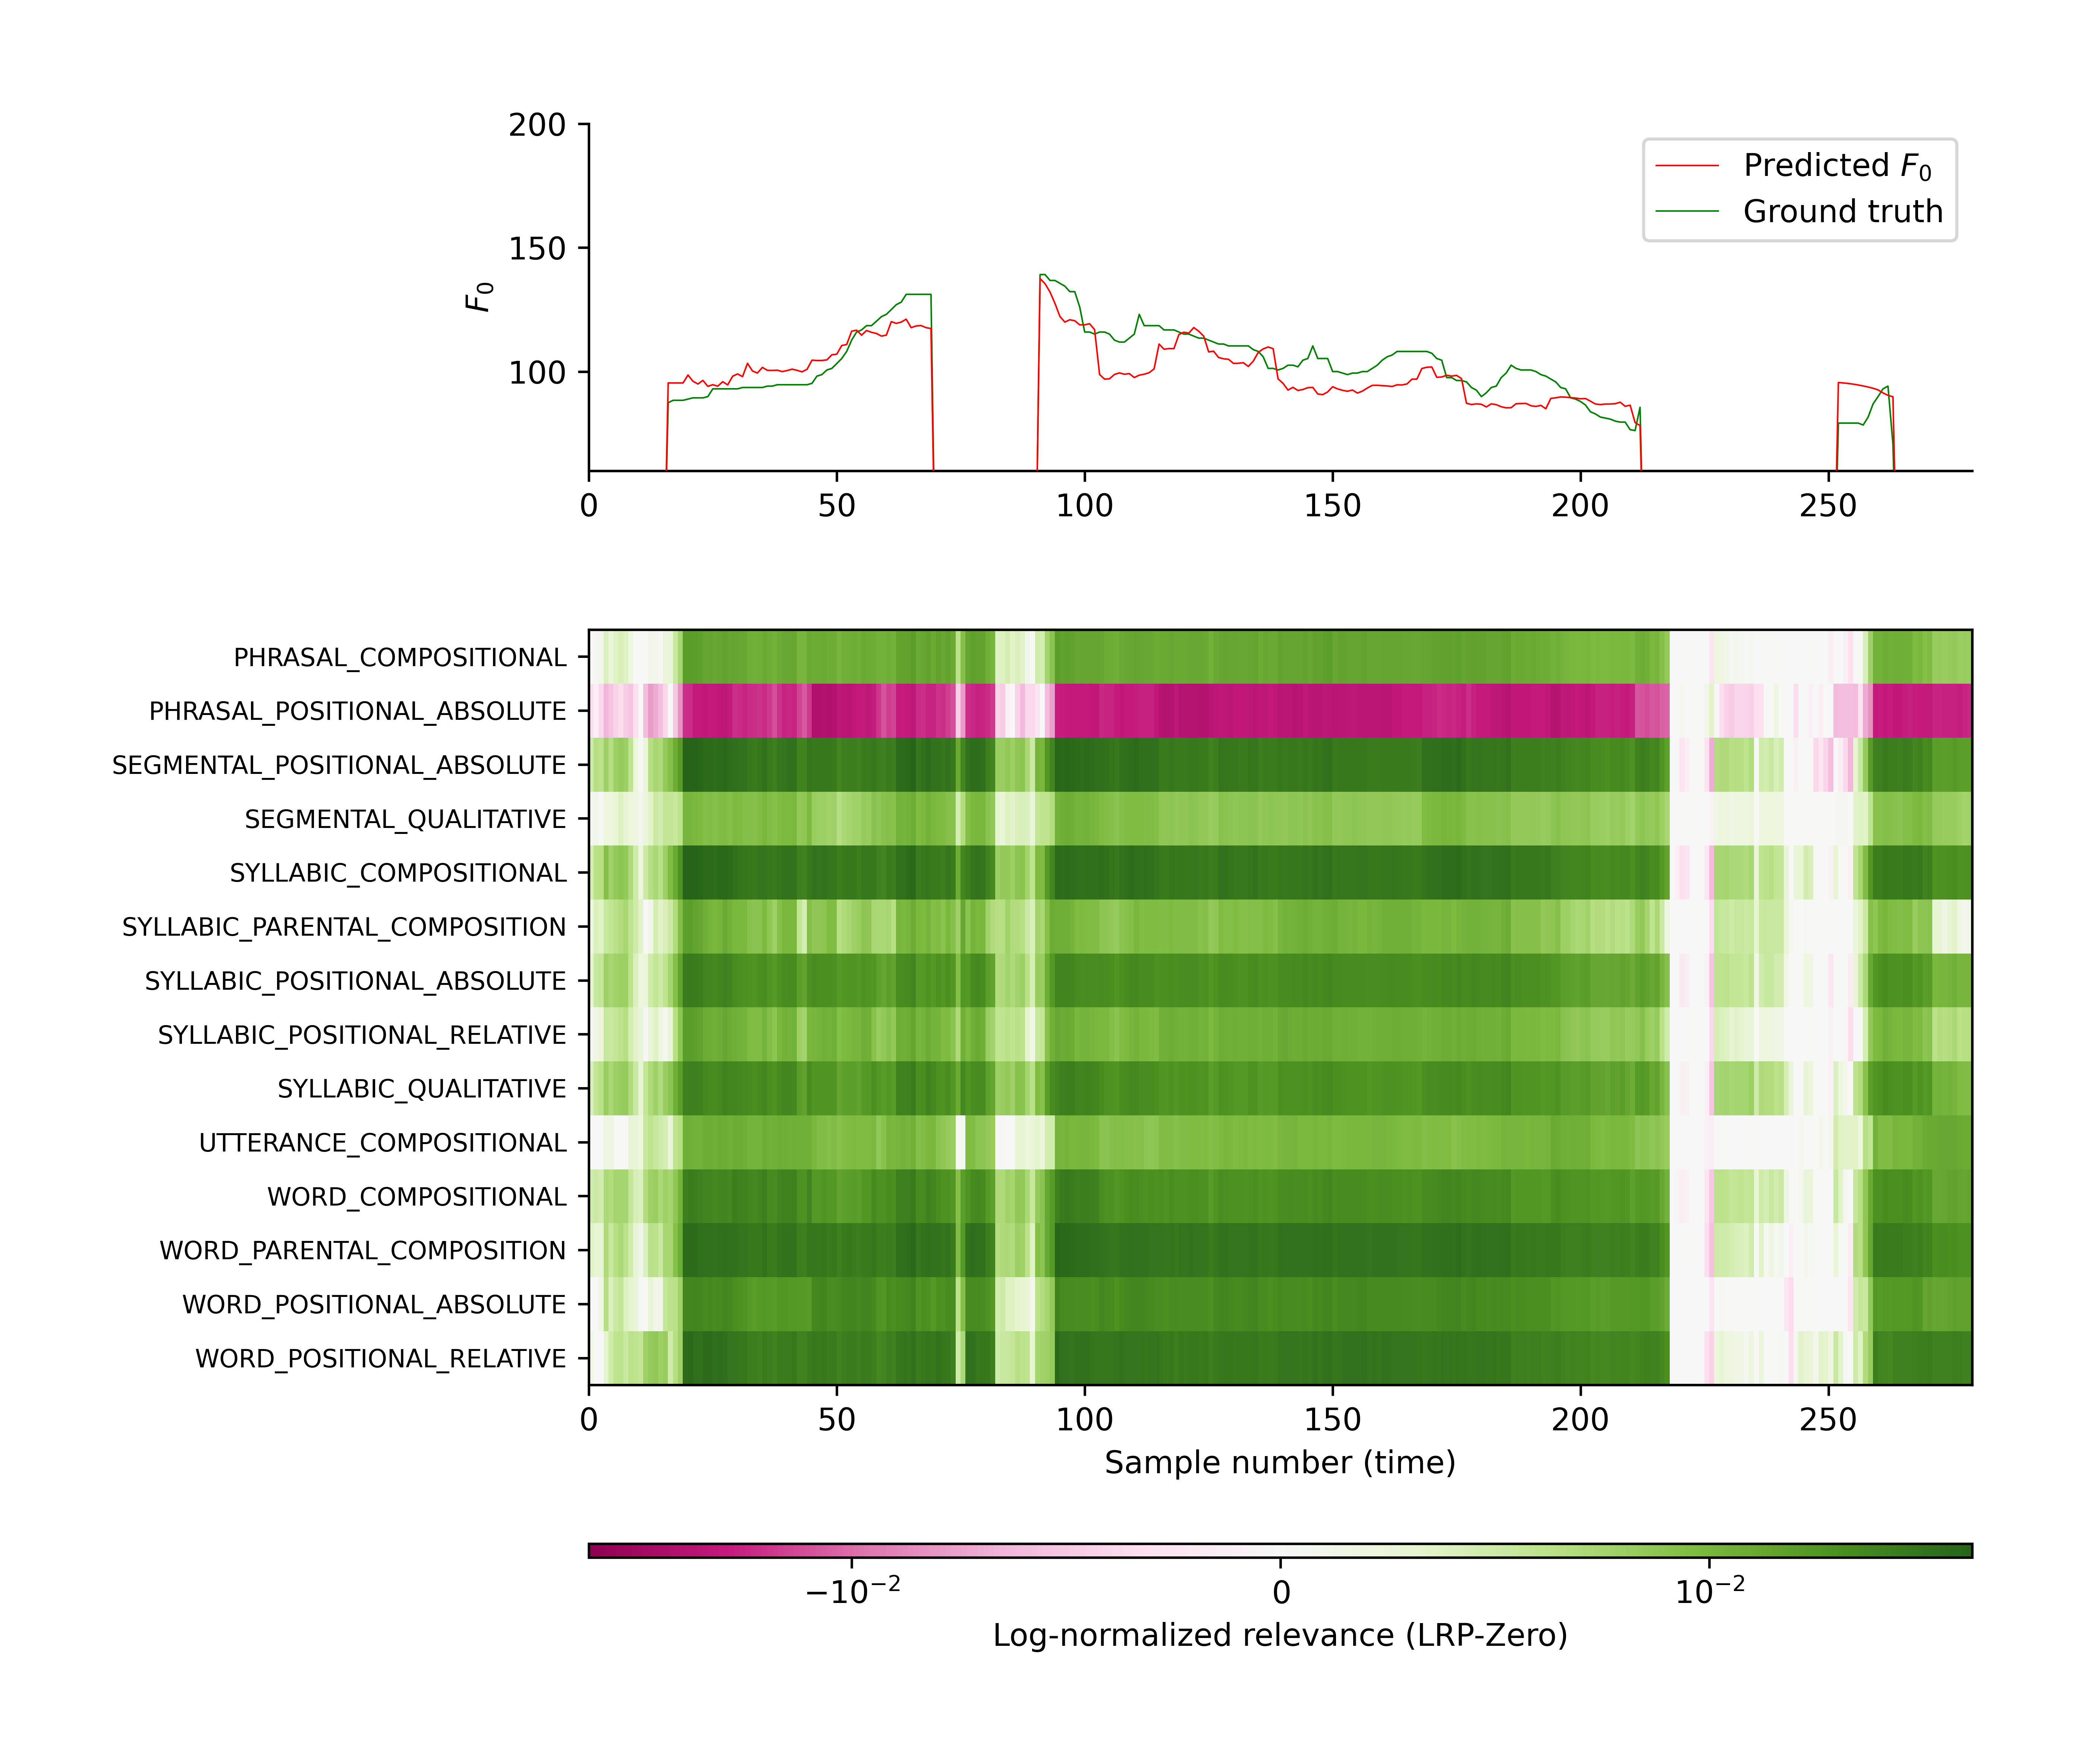 200
150
100
F0
Predicted F0
Ground truth
0 50 100 150 200 250
PHRASAL_COMPOSITIONAL
PHRASAL_POSITIONAL_ABSOLUTE
SEGMENTAL_POSITIONAL_ABSOLUTE
SEGMENTAL_QUALITATIVE
SYLLABIC_COMPOSITIONAL
SYLLABIC_PARENTAL_COMPOSITION
SYLLABIC_POSITIONAL_ABSOLUTE
SYLLABIC_POSITIONAL_RELATIVE
SYLLABIC_QUALITATIVE
UTTERANCE_COMPOSITIONAL
WORD_COMPOSITIONAL
WORD_PARENTAL_COMPOSITION
WORD_POSITIONAL_ABSOLUTE
WORD_POSITIONAL_RELATIVE
0 50 100 150 200 250
Sample number (time)
−10⁻² 0 10⁻²
Log-normalized relevance (LRP-Zero)